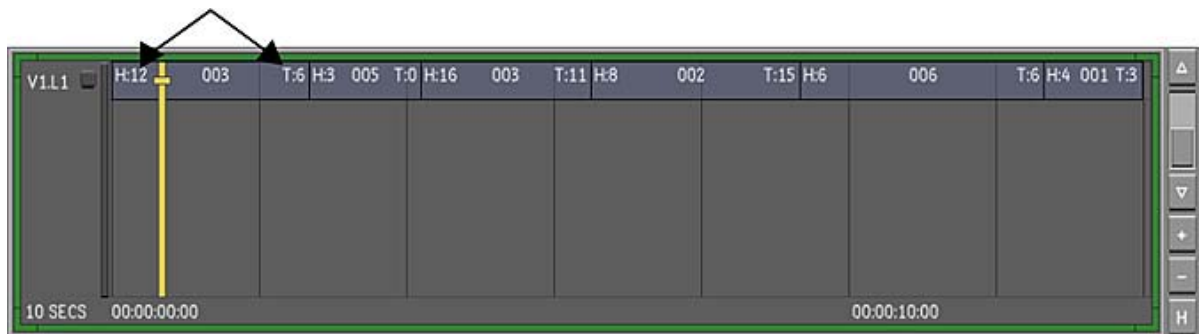 V1.L1 H:12 003 T:6 H:3 005 T:0 H:16 003 T:11 H:8 002 T:15 H:6 006 T:6 H:4 001 T:3
10 SECS 00:00:00:00 00:00:10:00
+
-
H